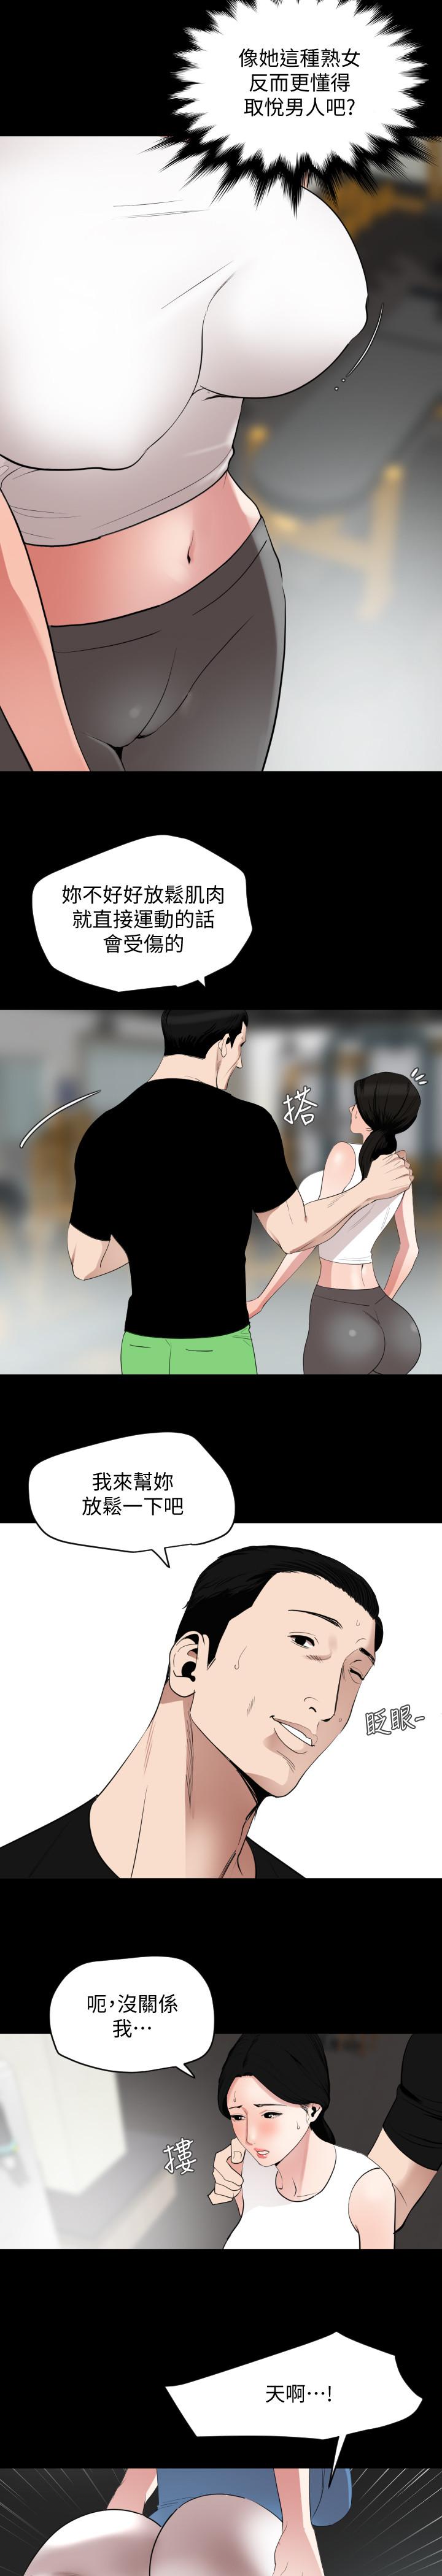 像她這種熟女
反而更懂得
取悅男人吧?
妳不好好放鬆肌肉
就直接運動的話
會受傷的
搭
我來幫妳
放鬆一下吧
眨眼~
呃,沒關係
我…
摟
天啊…!